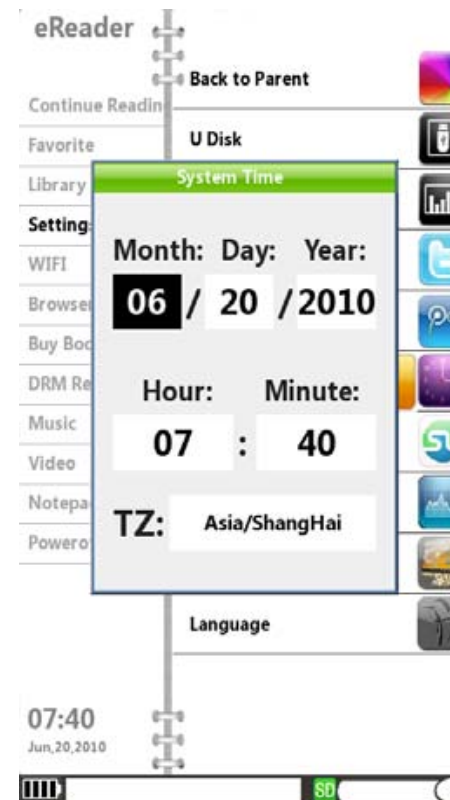 eReader
Back to Parent
Continue Readin
Favorite
U Disk
Library
System Time
Setting
WIFI
Month: Day: Year:
Browser
06 / 20 / 2010
Buy Boo
DRM Re
Hour: Minute:
Music
07 : 40
Video
Notepa
TZ: Asia/ShangHai
Powero
Language
07:40
Jun,20,2010
SD